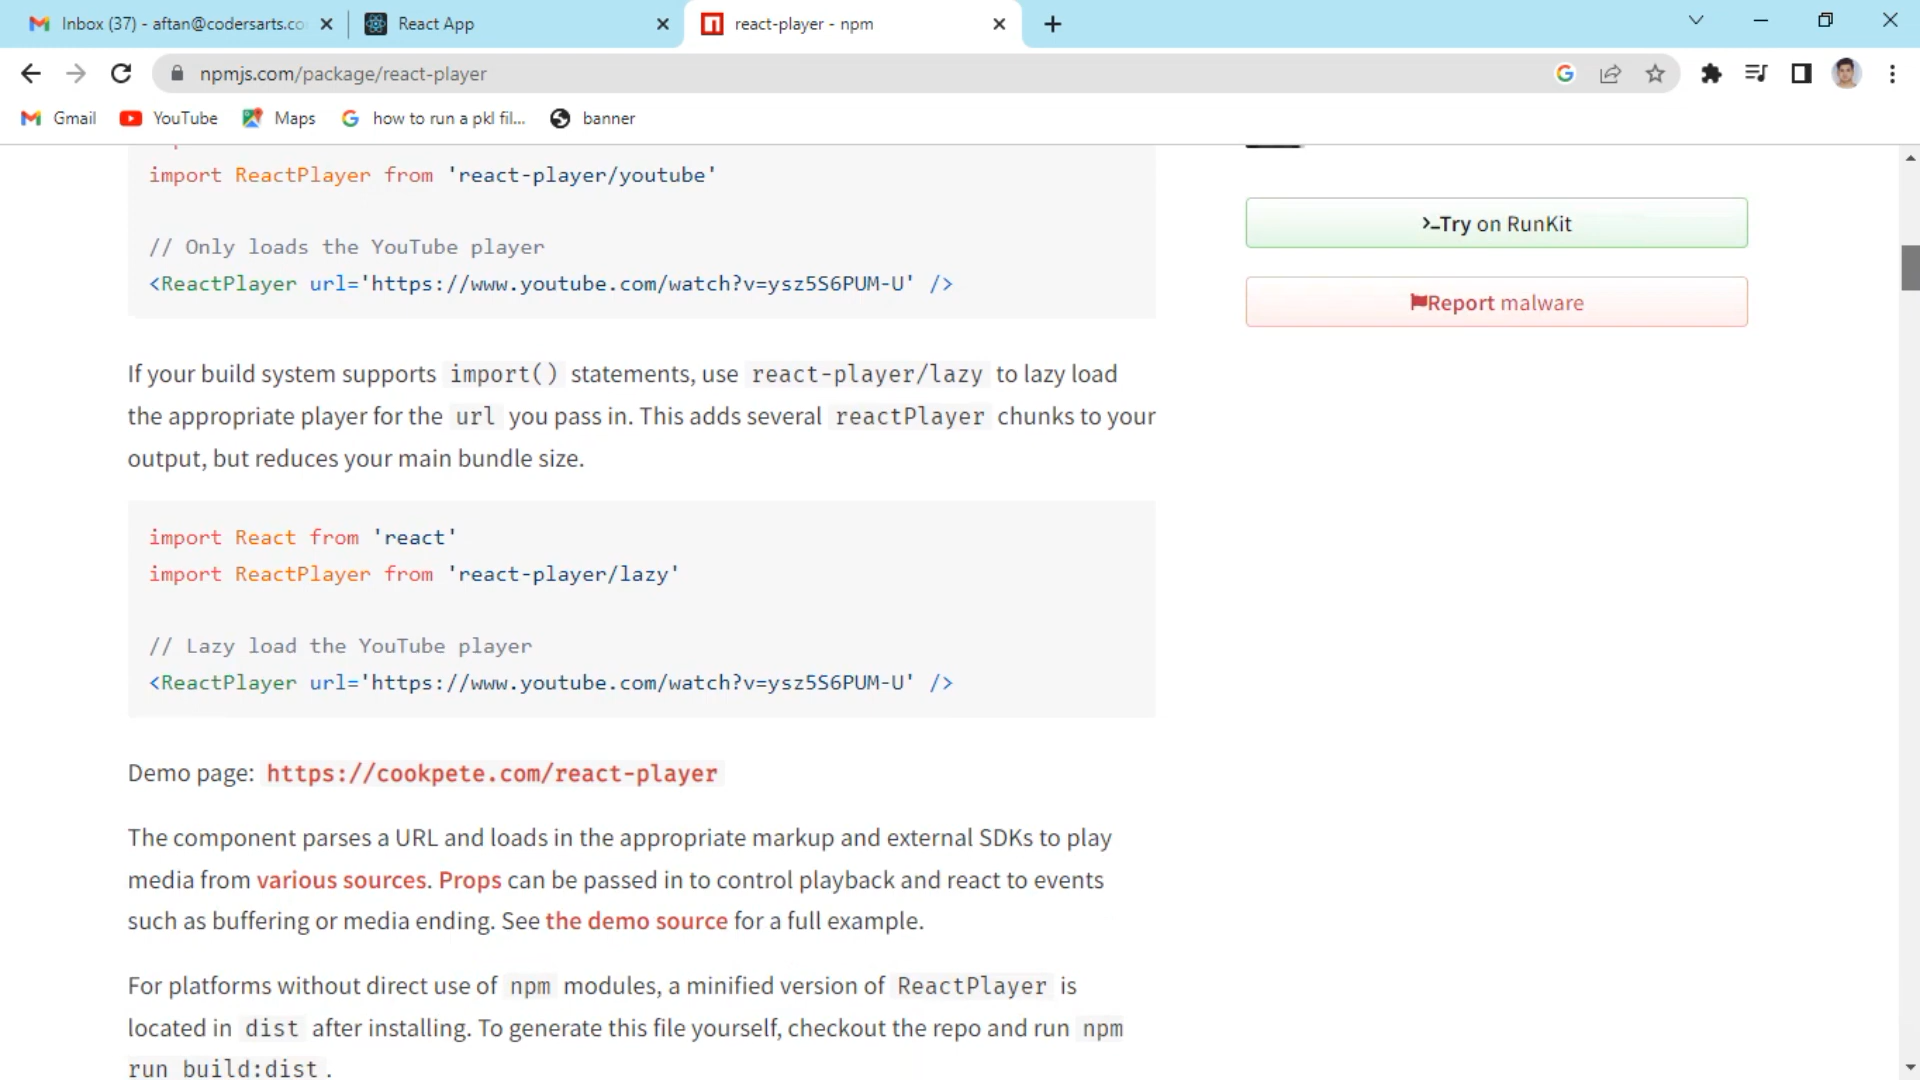 Inbox (37) - aftan@codersarts.co
React App
react-player - npm
npmjs.com/package/react-player
Gmail
YouTube
Maps
how to run a pkl fil...
banner
import ReactPlayer from 'react-player/youtube'
// Only loads the YouTube player
<ReactPlayer url='https://www.youtube.com/watch?v=ysz5S6PUM-U' />
If your build system supports import() statements, use react-player/lazy to lazy load
the appropriate player for the url you pass in. This adds several reactPlayer chunks to your
output, but reduces your main bundle size.
import React from 'react'
import ReactPlayer from 'react-player/lazy'
// Lazy load the YouTube player
<ReactPlayer url='https://www.youtube.com/watch?v=ysz5S6PUM-U' />
Demo page: https://cookpete.com/react-player
The component parses a URL and loads in the appropriate markup and external SDKs to play
media from various sources. Props can be passed in to control playback and react to events
such as buffering or media ending. See the demo source for a full example.
For platforms without direct use of npm modules, a minified version of ReactPlayer is
located in dist after installing. To generate this file yourself, checkout the repo and run npm
run build:dist.
>_Try on RunKit
Report malware